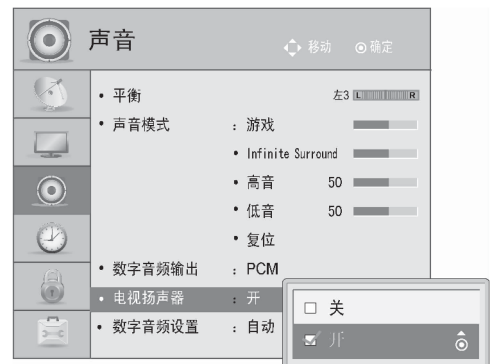 声音 移动 确定
• 平衡 左3 L R
• 声音模式 : 游戏
• Infinite Surround
• 高音 50
• 低音 50
• 复位
• 数字音频输出 : PCM
• 电视扬声器 : 开
• 数字音频设置 : 自动
关
开